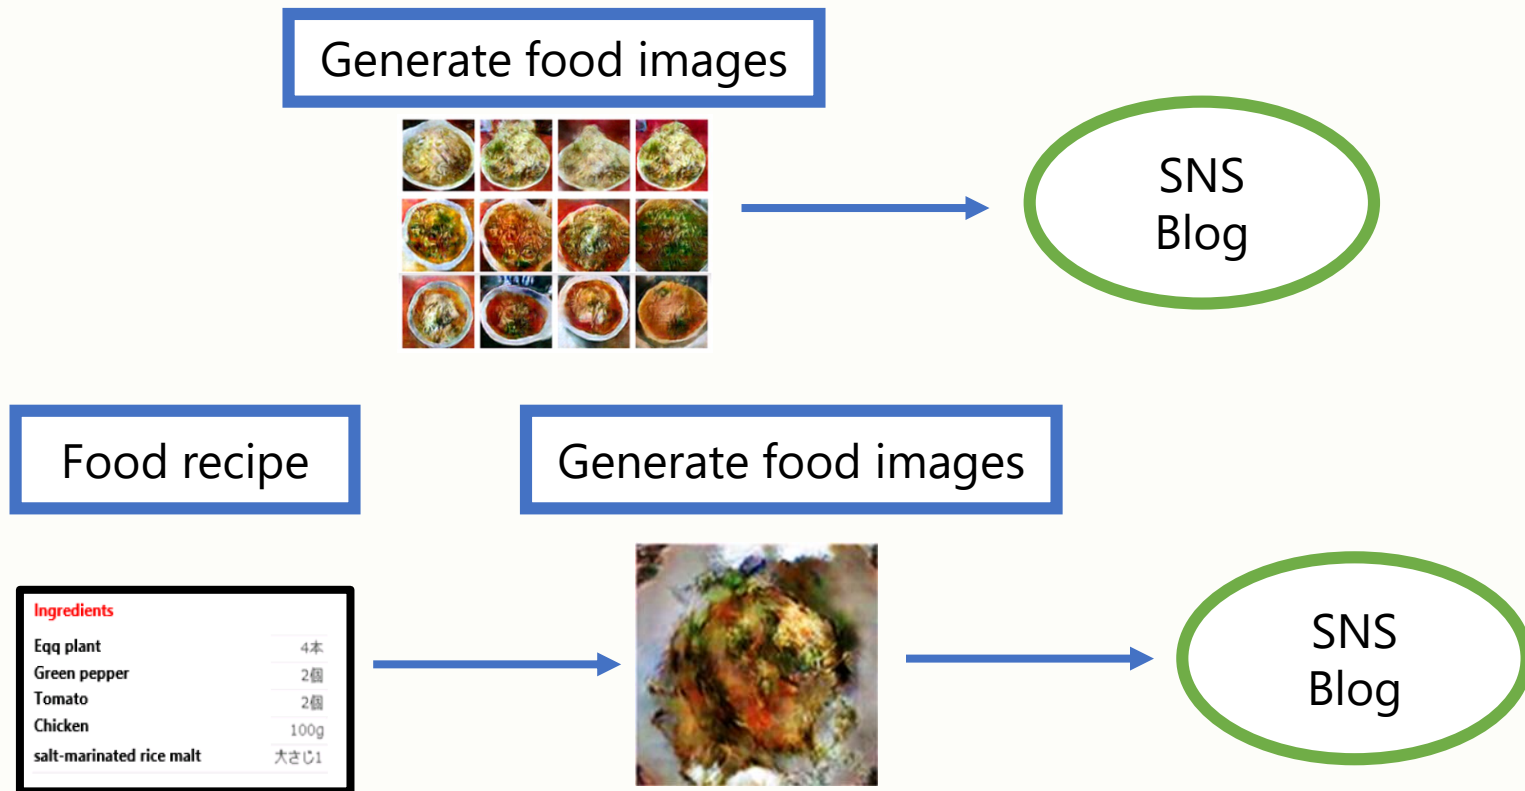 Generate food images
SNS
Blog
Food recipe
Generate food images
Ingredients
Eqq plant 4本
Green pepper 2個
Tomato 2個
Chicken 100g
salt-marinated rice malt 大さじ1
SNS
Blog